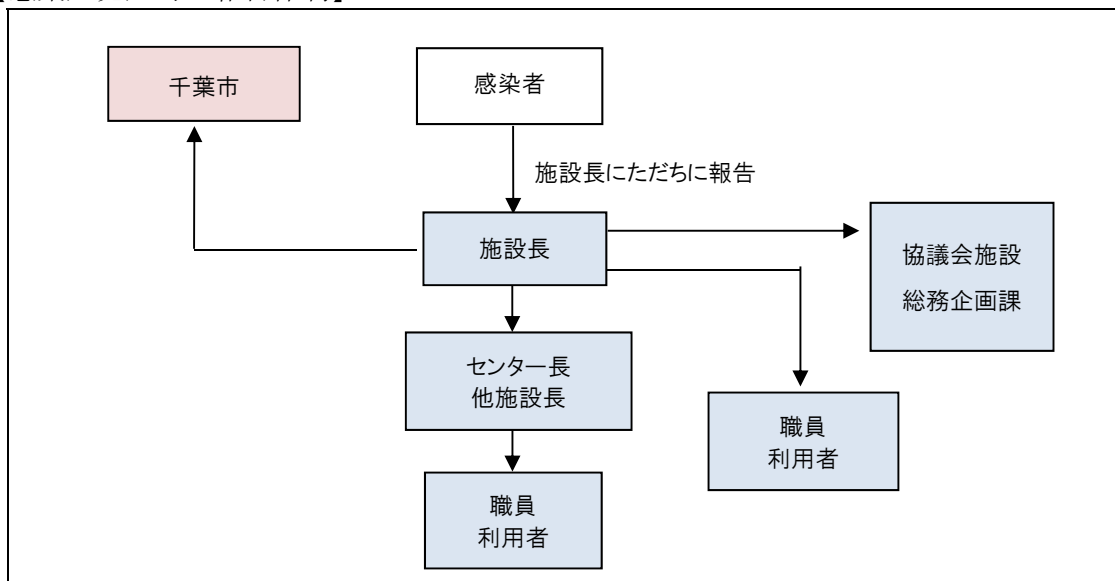 千葉市
感染者
施設長にただちに報告
施設長
協議会施設
総務企画課
センター長
他施設長
職員
利用者
職員
利用者